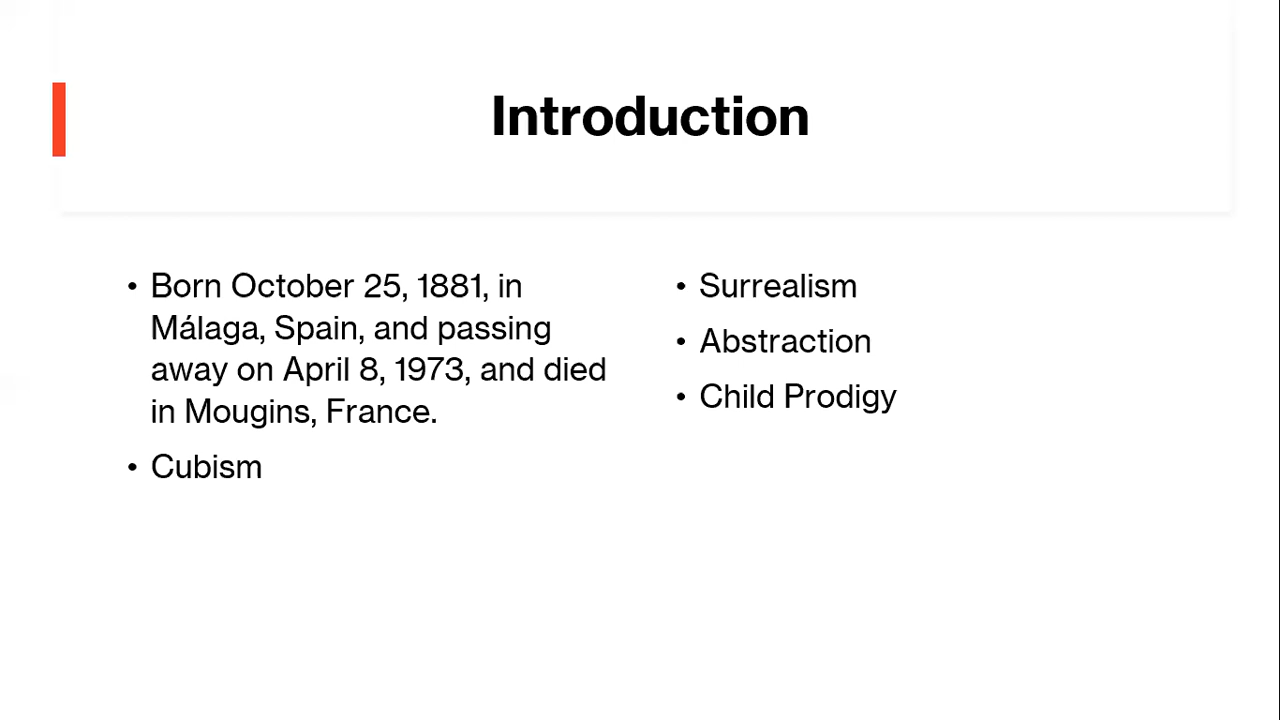 Introduction
• Born October 25, 1881, in
Málaga, Spain, and passing
away on April 8, 1973, and died
in Mougins, France.
• Cubism
• Surrealism
• Abstraction
• Child Prodigy